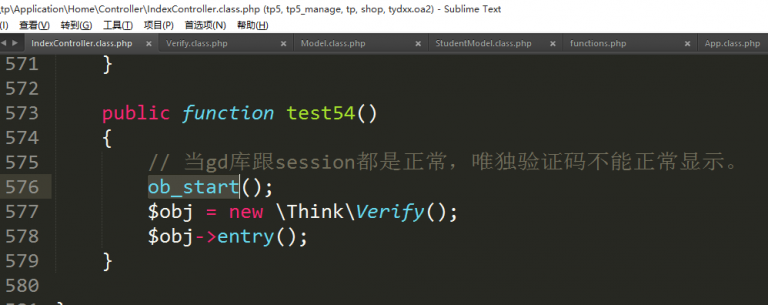 \tp\Application\Home\Controller\IndexController.class.php (tp5, tp5_manage, tp, shop, tydxx.oa2) - Sublime Text
(I) 查看(V) 转到(G) 工具(T) 项目(P) 首选项(N) 帮助(H)
IndexController.class.php × Verify.class.php × Model.class.php × StudentModel.class.php × functions.php × App.class.php
571 }
572
573 public function test54()
574 {
575 // 当gd库跟session都是正常，唯独验证码不能正常显示。
576 ob_start();
577 $obj = new \Think\Verify();
578 $obj->entry();
579 }
580